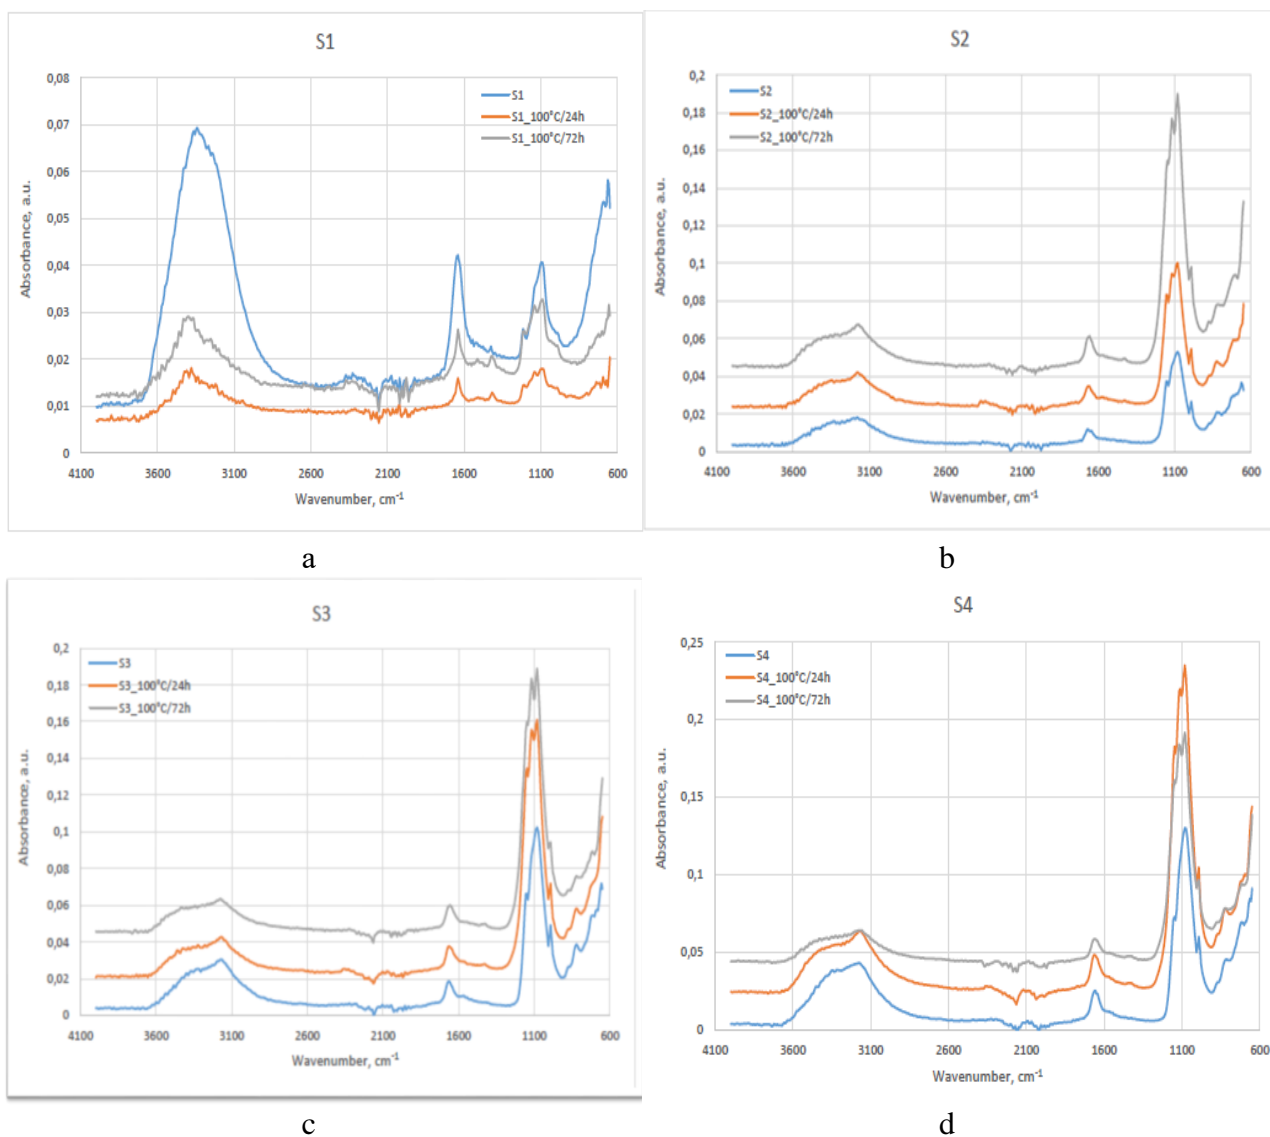 S1
0,08
0,07
0,06
0,05
0,04
0,03
0,02
0,01
0
Absorbance, a.u.
S1
S1_100°C/24h
S1_100°C/72h
4100 3600 3100 2600 2100 1600 1100 600
Wavenumber, cm-1
a
S2
0,2
0,18
0,16
0,14
0,12
0,1
0,08
0,06
0,04
0,02
0
Absorbance, a.u.
S2
S2_100°C/24h
S2_100°C/72h
4100 3600 3100 2600 2100 1600 1100 600
Wavenumber, cm-1
b
S3
0,2
0,18
0,16
0,14
0,12
0,1
0,08
0,06
0,04
0,02
0
Absorbance, a.u.
S3
S3_100°C/24h
S3_100°C/72h
4100 3600 3100 2600 2100 1600 1100 600
Wavenumber, cm-1
c
S4
0,25
0,2
0,15
0,1
0,05
0
Absorbance, a.u.
S4
S4_100°C/24h
S4_100°C/72h
4100 3600 3100 2600 2100 1600 1100 600
Wavenumber, cm-1
d